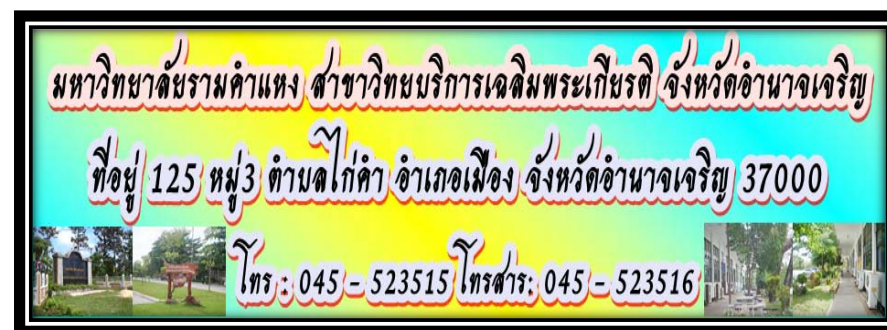 มหาวิทยาลัยรามคำแหง สาขาวิทยบริการเฉลิมพระเกียรติ จังหวัดอำนาจเจริญ
ที่อยู่ 125 หมู่3 ตำบลไก่คำ อำเภอเมือง จังหวัดอำนาจเจริญ 37000
โทร : 045 - 523515 โทรสาร: 045 - 523516